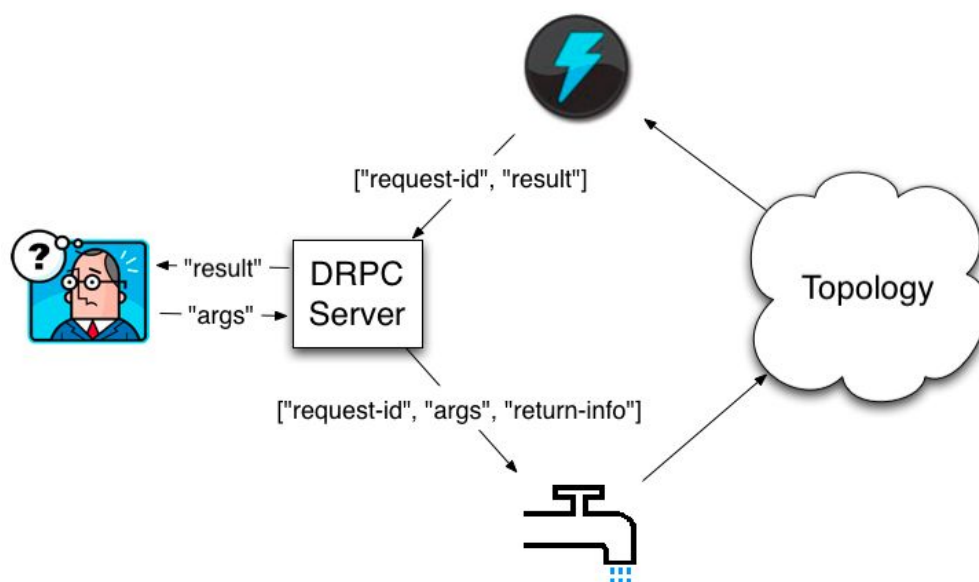 ["request-id", "result"]
?
"result"
"args"
DRPC
Server
Topology
["request-id", "args", "return-info"]